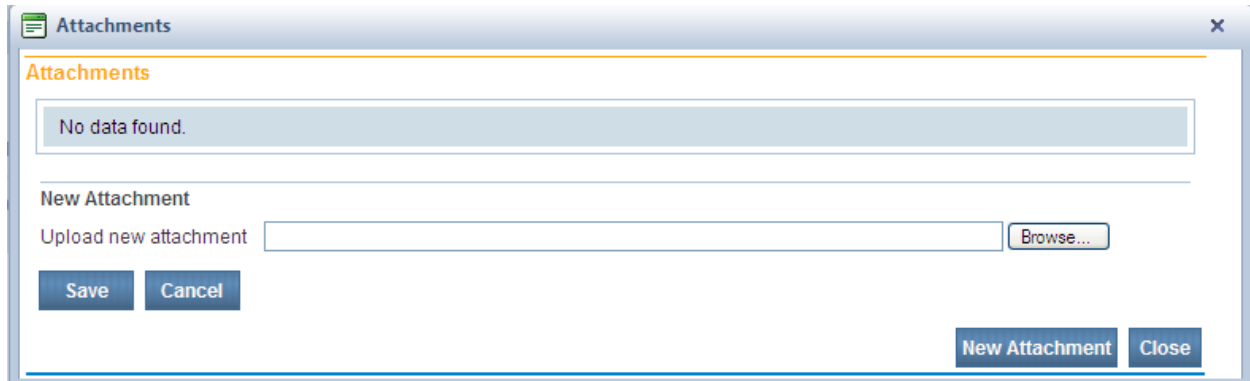 Attachments
Attachments
No data found.
New Attachment
Upload new attachment Browse...
Save Cancel
New Attachment Close